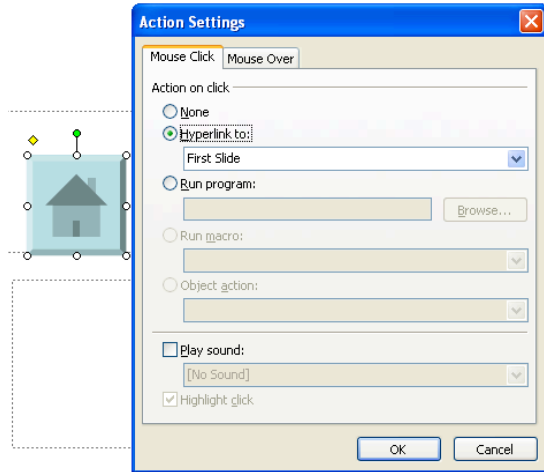 Action Settings
Mouse Click Mouse Over
Action on click
None
Hyperlink to:
First Slide
Run program:
Browse...
Run macro:
Object action:
Play sound:
[No Sound]
Highlight click
OK Cancel